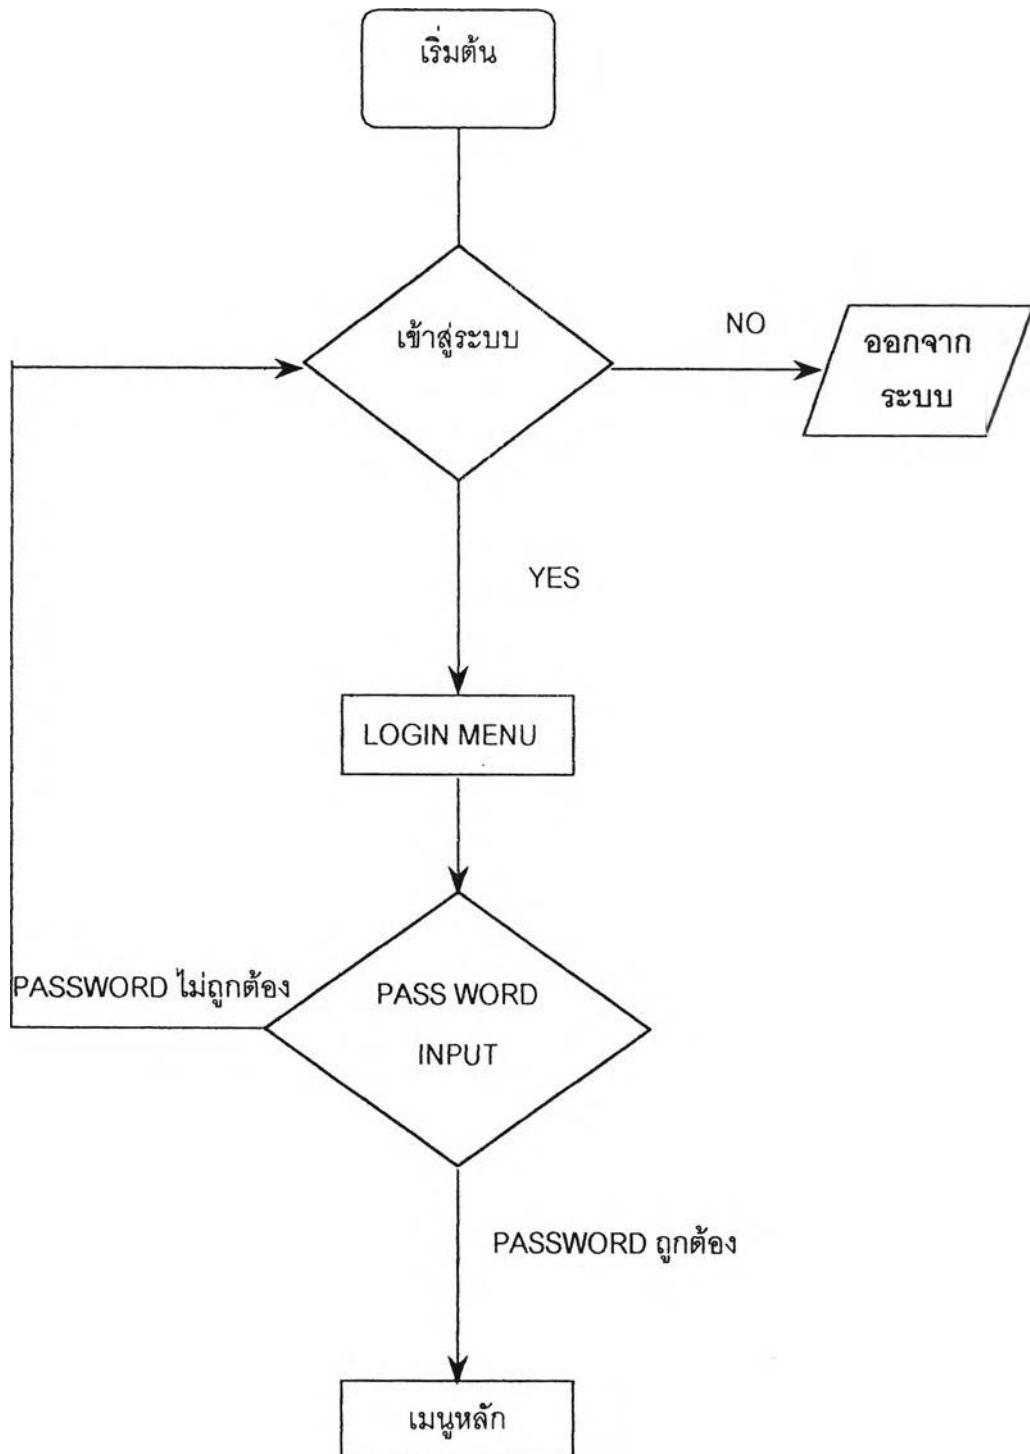 เริ่มต้น
เข้าสู่ระบบ
NO
ออกจาก
ระบบ
YES
LOGIN MENU
PASSWORD ไม่ถูกต้อง
PASS WORD
INPUT
PASSWORD ถูกต้อง
เมนูหลัก